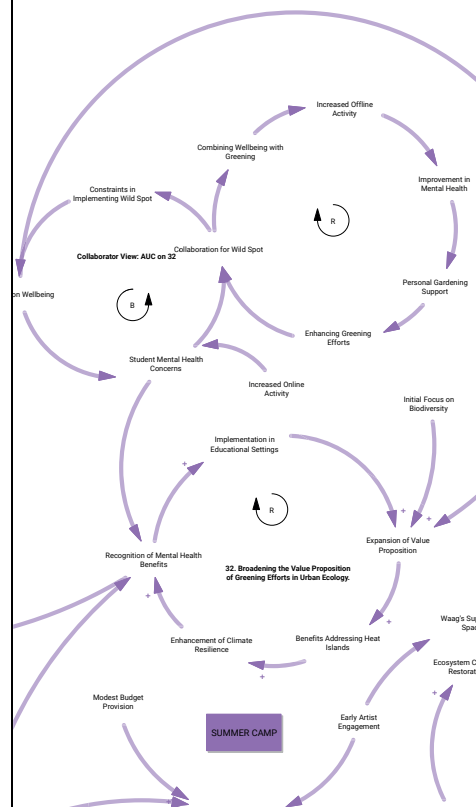 Increased Offline
Activity
Combining Wellbeing with
Greening
Improvement in
Mental Health
Constraints in
Implementing Wild Spot
R
Collaboration for Wild Spot
Collaborator View: AUC on 32
Personal Gardening
Support
on Wellbeing
B
Enhancing Greening
Efforts
Student Mental Health
Concerns
Increased Online
Activity
Initial Focus on
Biodiversity
Implementation in
Educational Settings
+
R
+
+
Expansion of Value
Proposition
Recognition of Mental Health
Benefits
32. Broadening the Value Proposition
of Greening Efforts in Urban Ecology.
+
+
Waag's
Enhancement of Climate
Resilience
Benefits Addressing Heat
Islands
Ecosystem
+
+
Modest Budget
Provision
Early Artist
Engagement
SUMMER CAMP
+